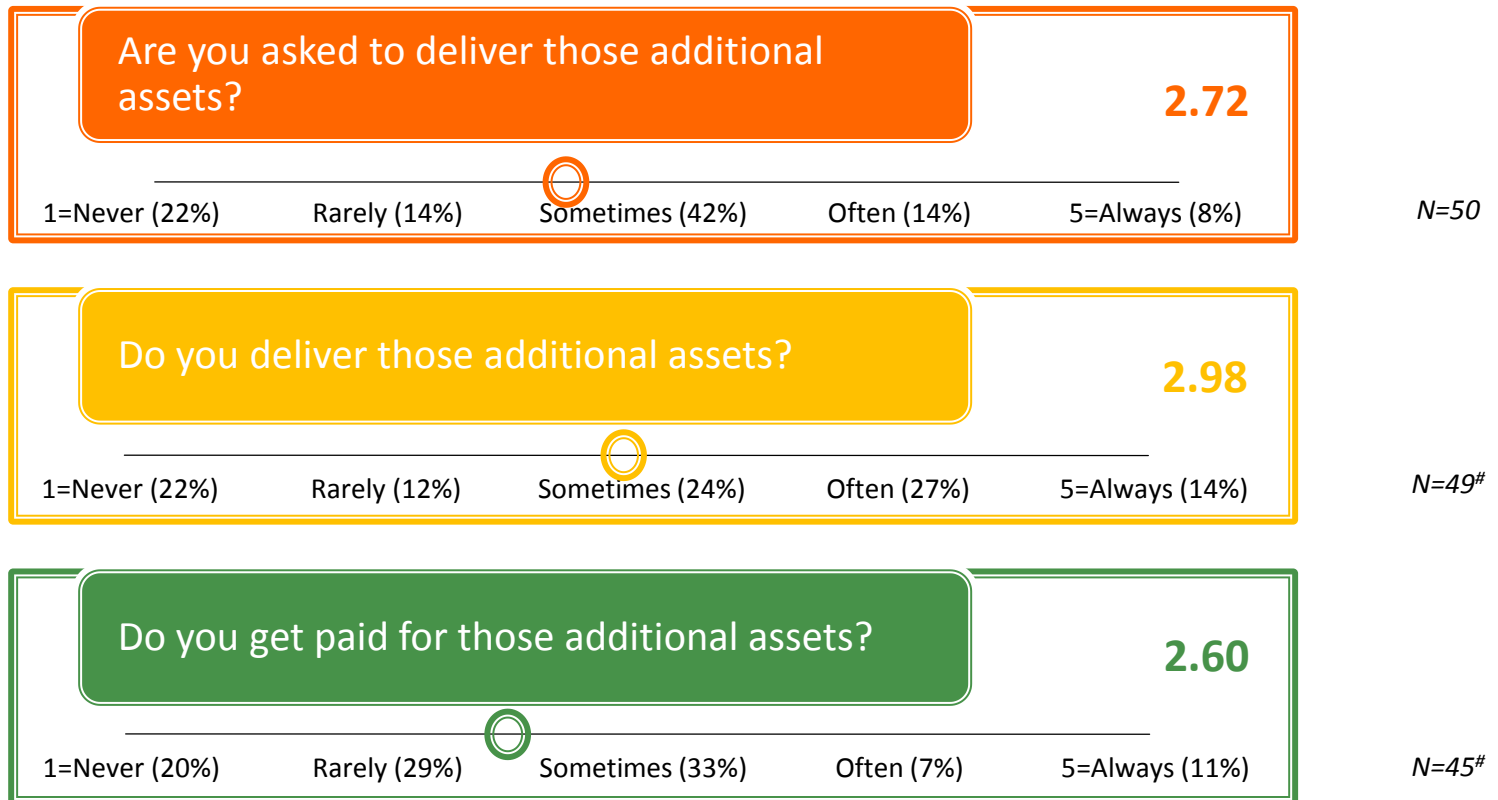 Are you asked to deliver those additional
assets?
2.72
1=Never (22%) Rarely (14%) Sometimes (42%) Often (14%) 5=Always (8%)
N=50
Do you deliver those additional assets?
2.98
1=Never (22%) Rarely (12%) Sometimes (24%) Often (27%) 5=Always (14%)
N=49#
Do you get paid for those additional assets?
2.60
1=Never (20%) Rarely (29%) Sometimes (33%) Often (7%) 5=Always (11%)
N=45#